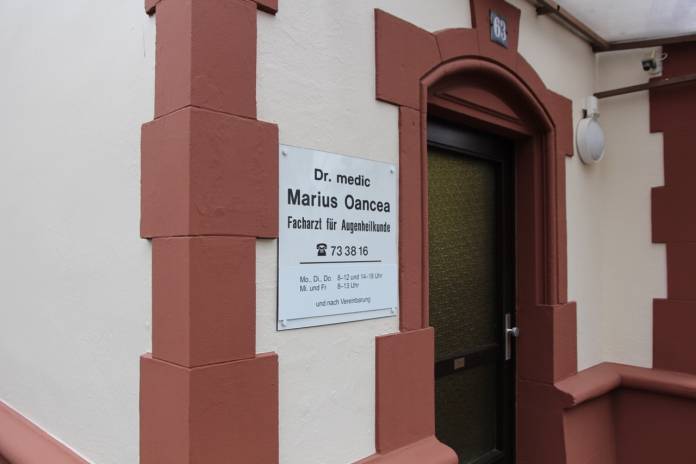 63
Dr. medic
Marius Oancea
Facharzt für Augenheilkunde
☎ 73 38 16
Mo., Di., Do. 8–12 und 14–18 Uhr
Mi. und Fr 8–13 Uhr
und nach Vereinbarung